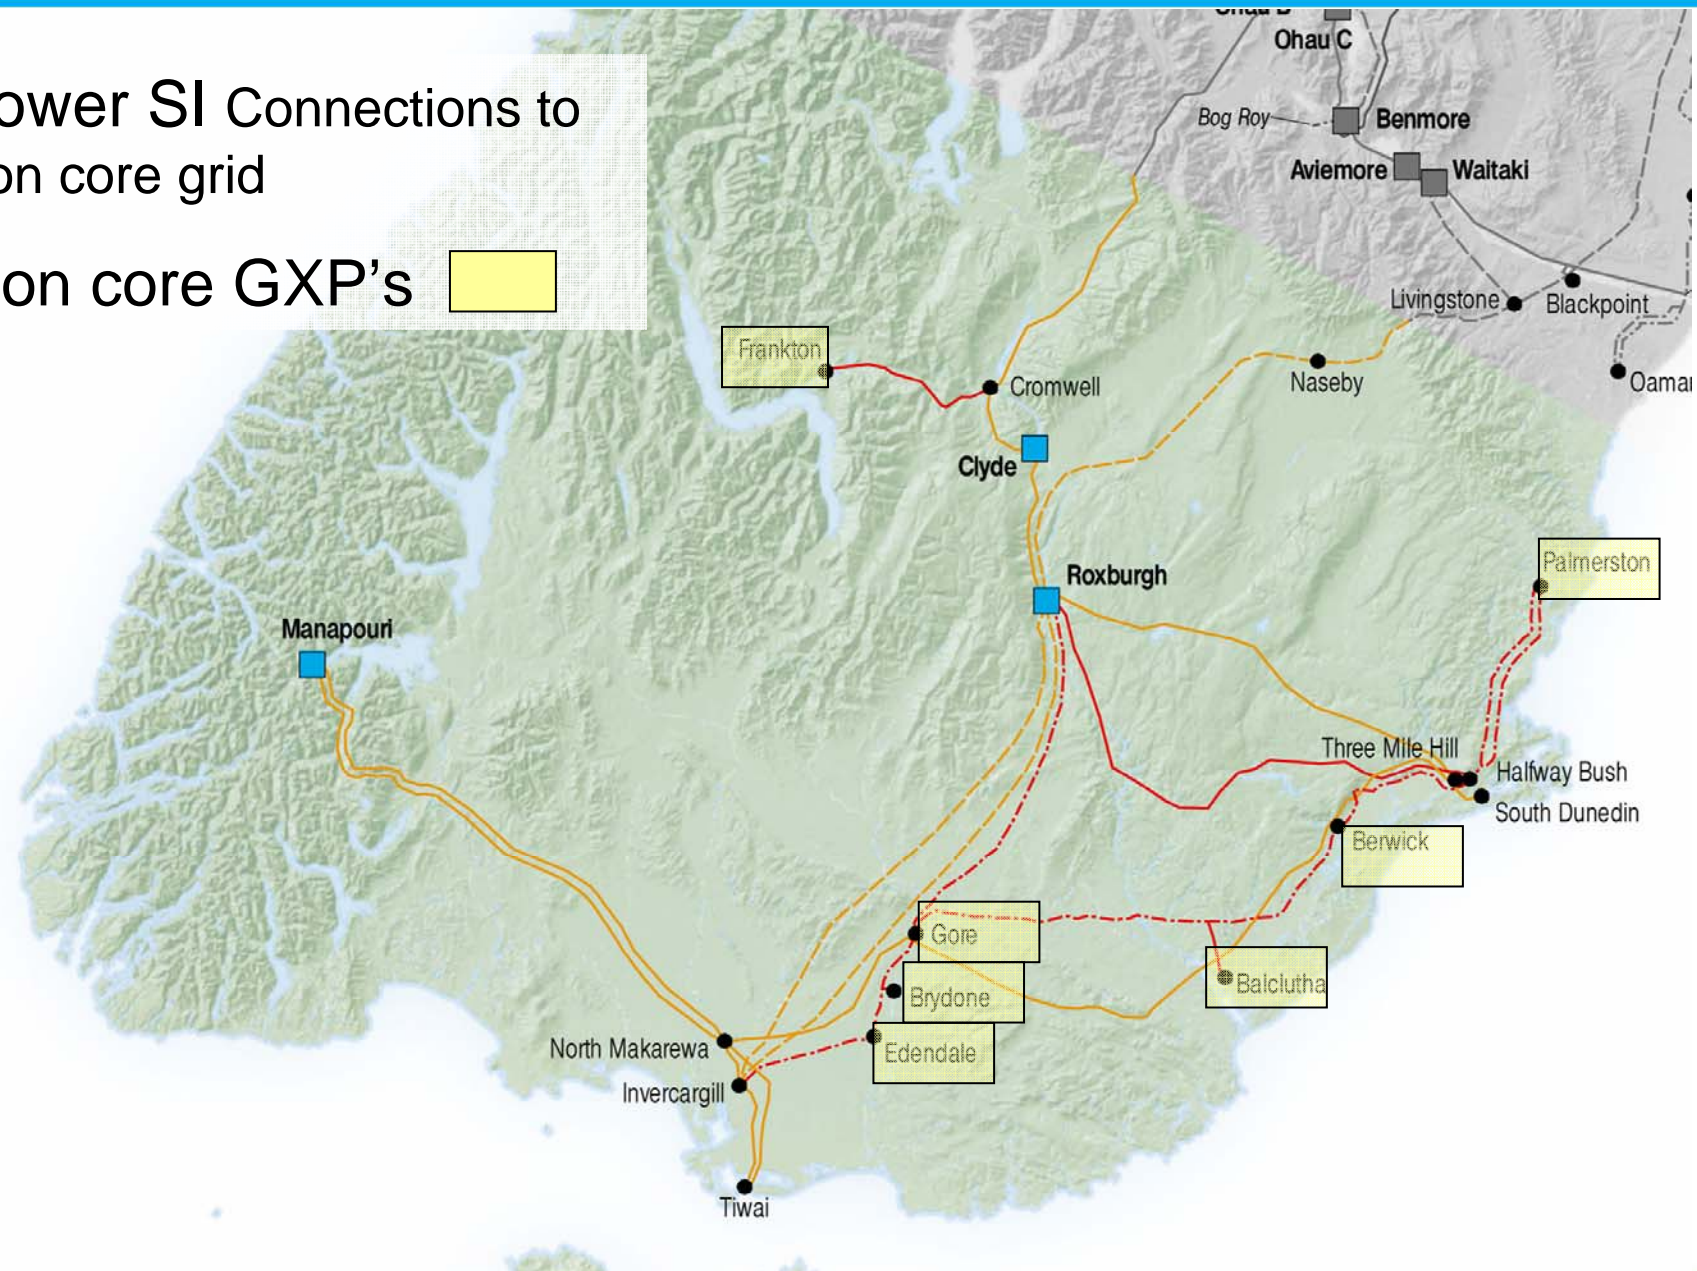 ower SI Connections to
on core grid
on core GXP's
Ohau C
Bog Roy
Benmore
Aviemore
Waitaki
Livingstone
Blackpoint
Frankton
Cromwell
Naseby
Oamar
Clyde
Palmerston
Roxburgh
Manapouri
Three Mile Hill
Halfway Bush
South Dunedin
Berwick
Gore
Balclutha
Brydone
North Makarewa
Edendale
Invercargill
Tiwai